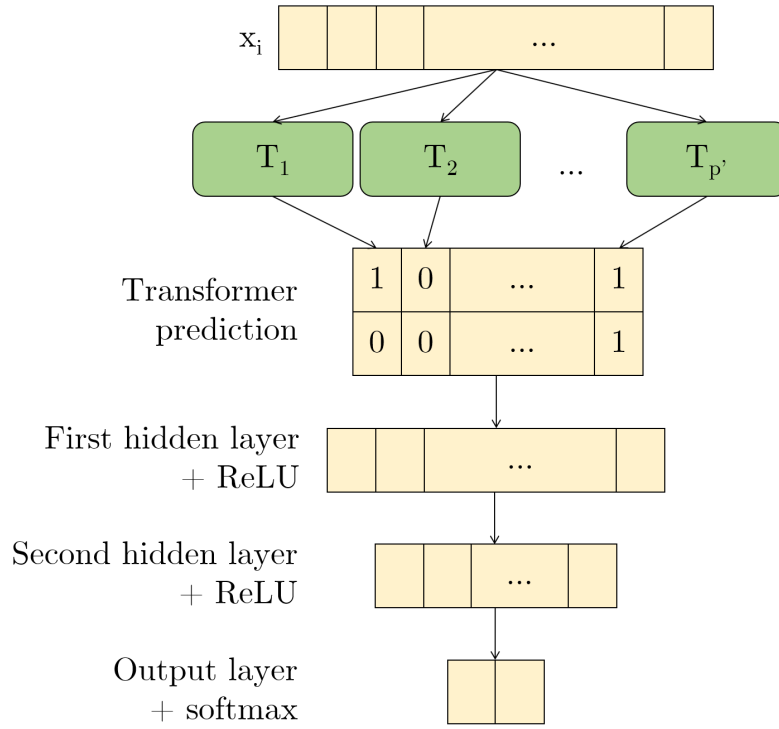 xᵢ ...
T₁ T₂ ... Tₚ’
Transformer
prediction
1 0 ... 1
0 0 ... 1
First hidden layer
+ ReLU
...
Second hidden layer
+ ReLU
...
Output layer
+ softmax